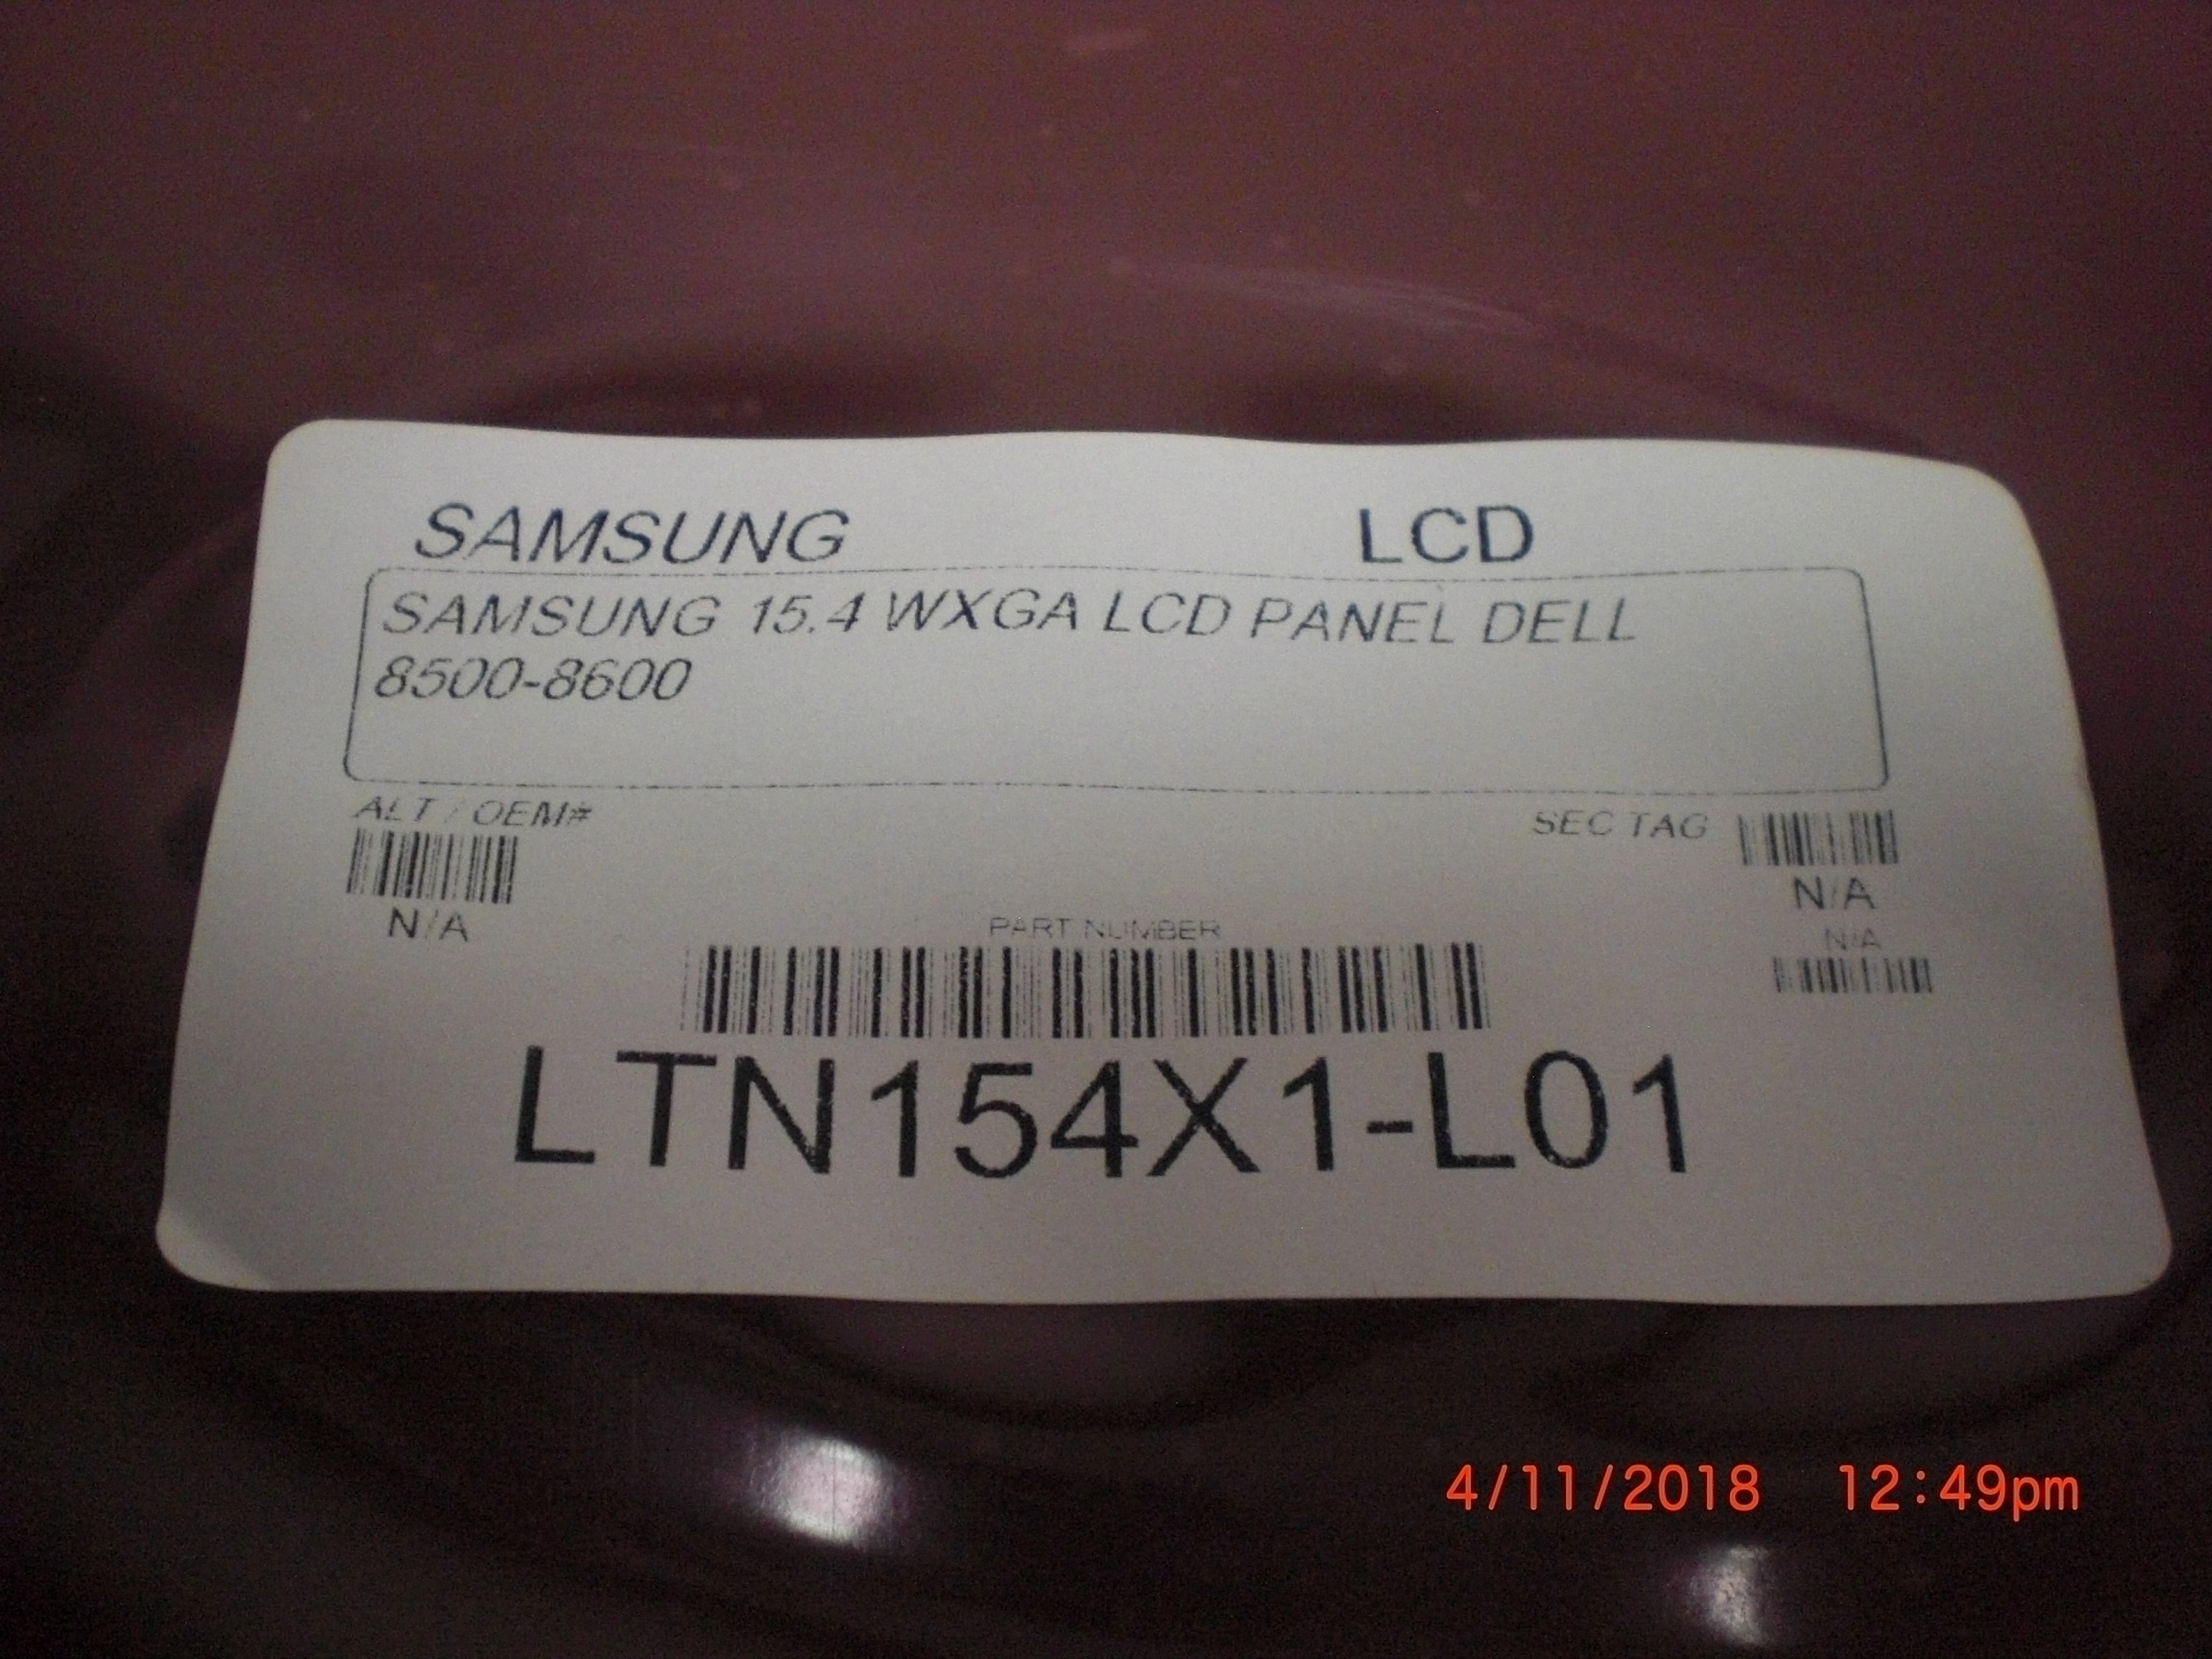 SAMSUNG LCD
SAMSUNG 15.4 WXGA LCD PANEL DELL
8500-8600
ALT / OEM#
SEC TAG
N/A
N/A
PART NUMBER
N/A
LTN154X1-L01
4/11/2018 12:49pm